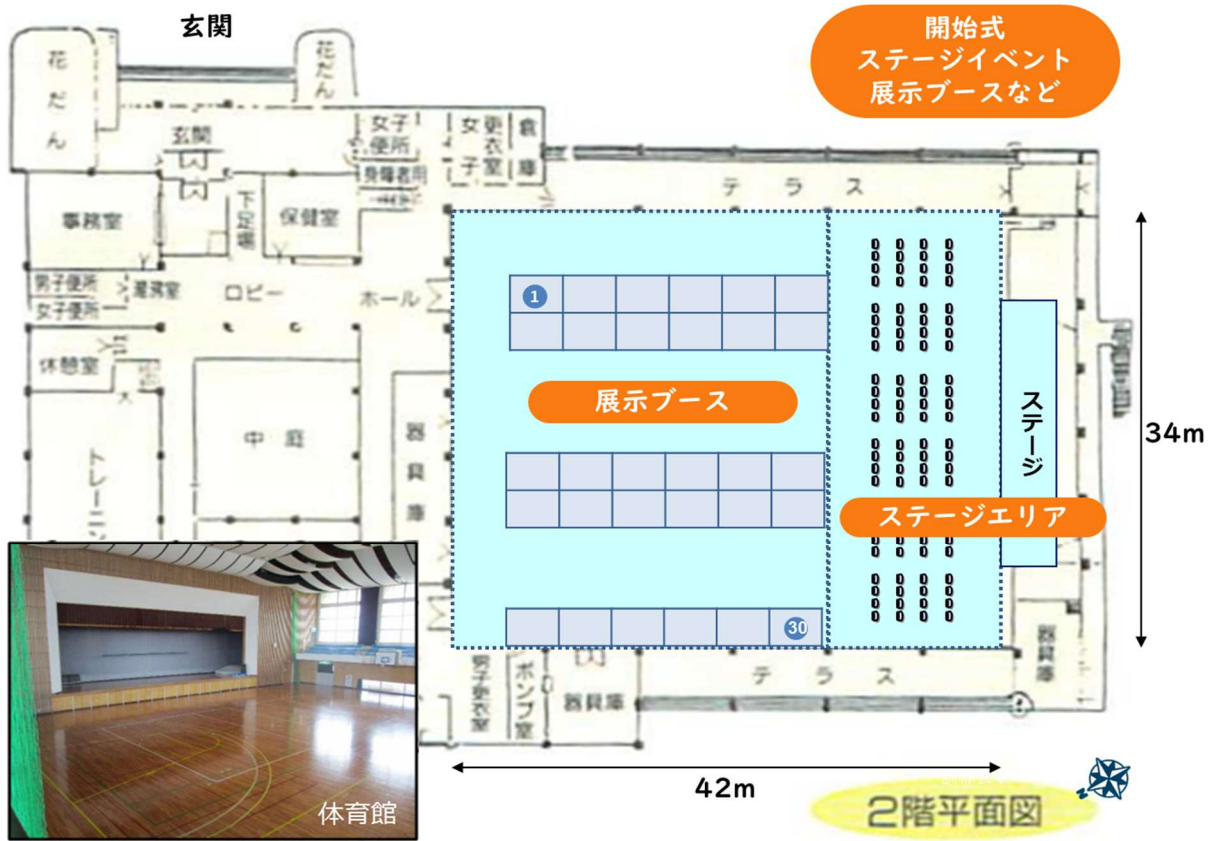 玄関
開始式
ステージイベント
展示ブースなど
花だん
花だん
玄関
女子
便所
女子
更衣室
倉庫
身障者用
テラス
事務室
保健室
男子便所
女子便所
湯沸室
ロビー
ホール
1
休憩室
展示ブース
中庭
器具庫
ステージ
34m
トレーニン
ステージエリア
30
器具庫
テラス
男子更衣室
ポンプ室
器具庫
体育館
42m
2階平面図